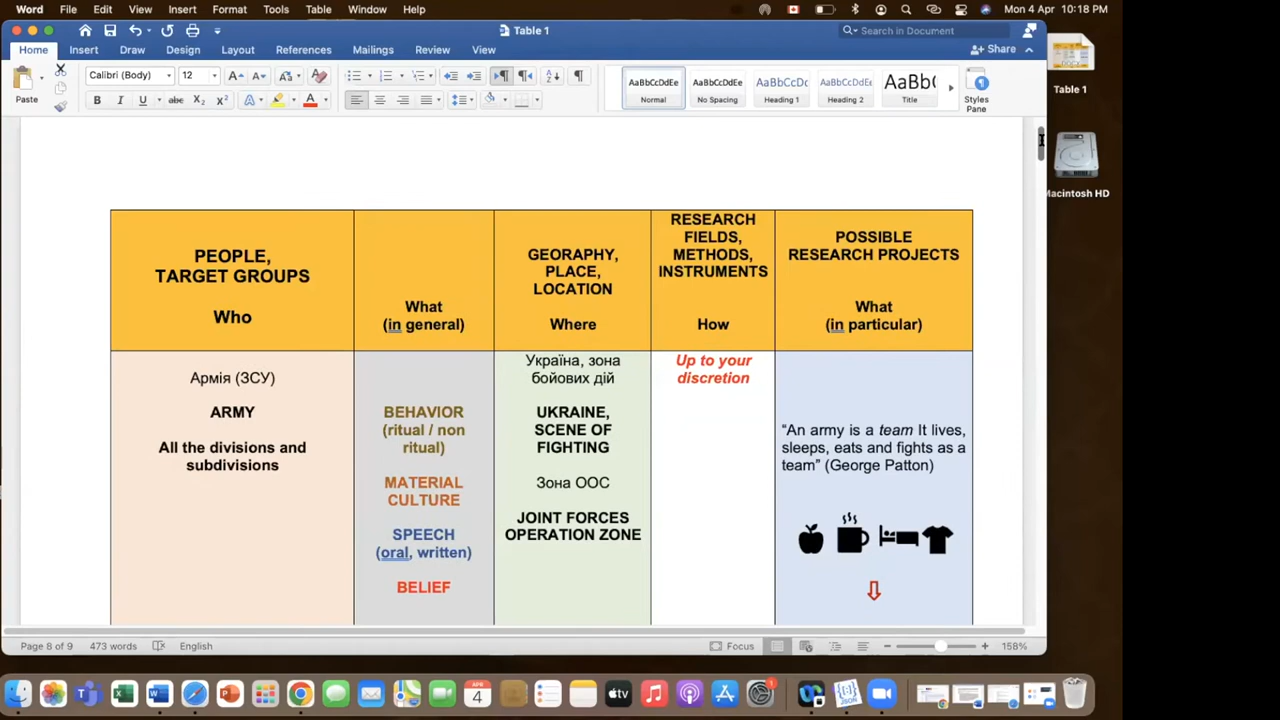 Word File Edit View Insert Format Tools Table Window Help
Mon 4 Apr 10:18 PM
Table 1
Search in Document
Home Insert Draw Design Layout References Mailings Review View
Share
Paste
Calibri (Body) 12
B I U abc X₂ X²
AaBbCcDdEe AaBbCcDdEe AaBbCcDc AaBbCcDdEe AaBb(
Normal No Spacing Heading 1 Heading 2 Title
Styles
Pane
Table 1
Macintosh HD
PEOPLE,
TARGET GROUPS
Who
What
(in general)
GEORAPHY,
PLACE,
LOCATION
Where
RESEARCH
FIELDS,
METHODS,
INSTRUMENTS
How
POSSIBLE
RESEARCH PROJECTS
What
(in particular)
Армія (ЗСУ)
ARMY
All the divisions and
subdivisions
BEHAVIOR
(ritual / non
ritual)
MATERIAL
CULTURE
SPEECH
(oral, written)
BELIEF
Україна, зона
бойових дій
UKRAINE,
SCENE OF
FIGHTING
Зона ООС
JOINT FORCES
OPERATION ZONE
Up to your
discretion
“An army is a team It lives,
sleeps, eats and fights as a
team” (George Patton)
Page 8 of 9 473 words English
Focus
158%
APR
4
tv